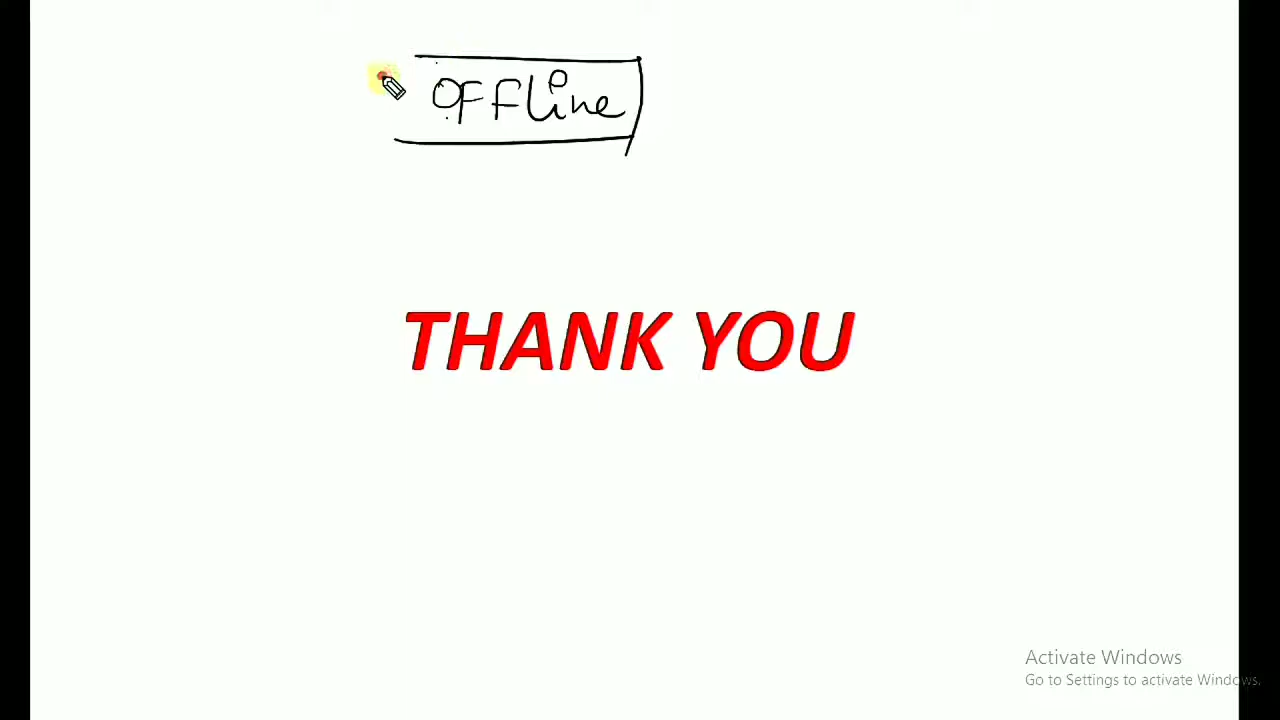 OFFline
THANK YOU
Activate Windows
Go to Settings to activate Windows.